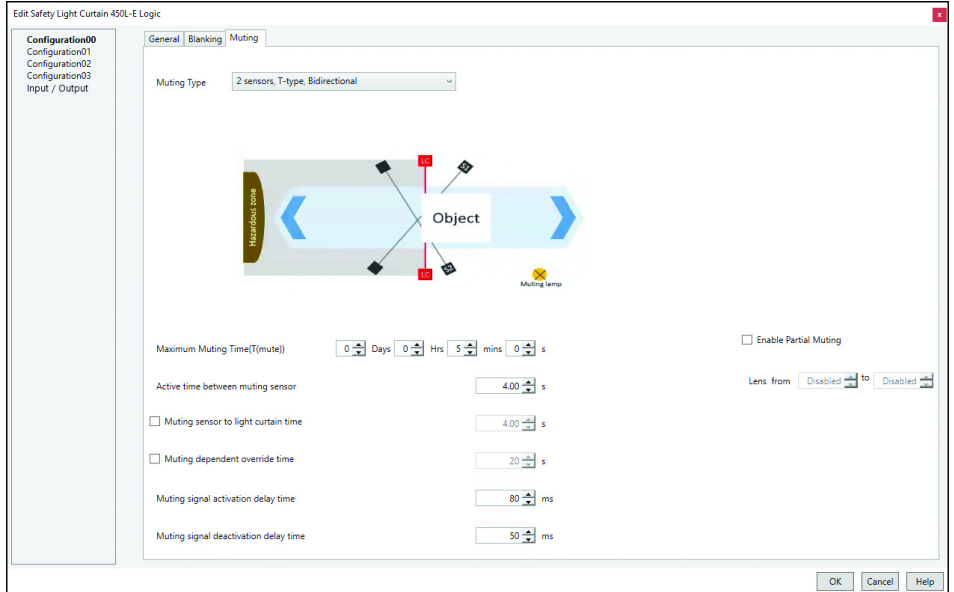 Edit Safety Light Curtain 450L-E Logic
x
Configuration00
Configuration01
Configuration02
Configuration03
Input / Output
General Blanking Muting
Muting Type 2 sensors, T-type, Bidirectional
LC
S1
Hazardous zone
Object
LC
S2
Muting lamp
Maximum Muting Time(T(mute)) 0 Days 0 Hrs 5 mins 0 s
Enable Partial Muting
Active time between muting sensor 4.00 s
Lens from Disabled to Disabled
Muting sensor to light curtain time 4.00 s
Muting dependent override time 20 s
Muting signal activation delay time 80 ms
Muting signal deactivation delay time 50 ms
OK Cancel Help